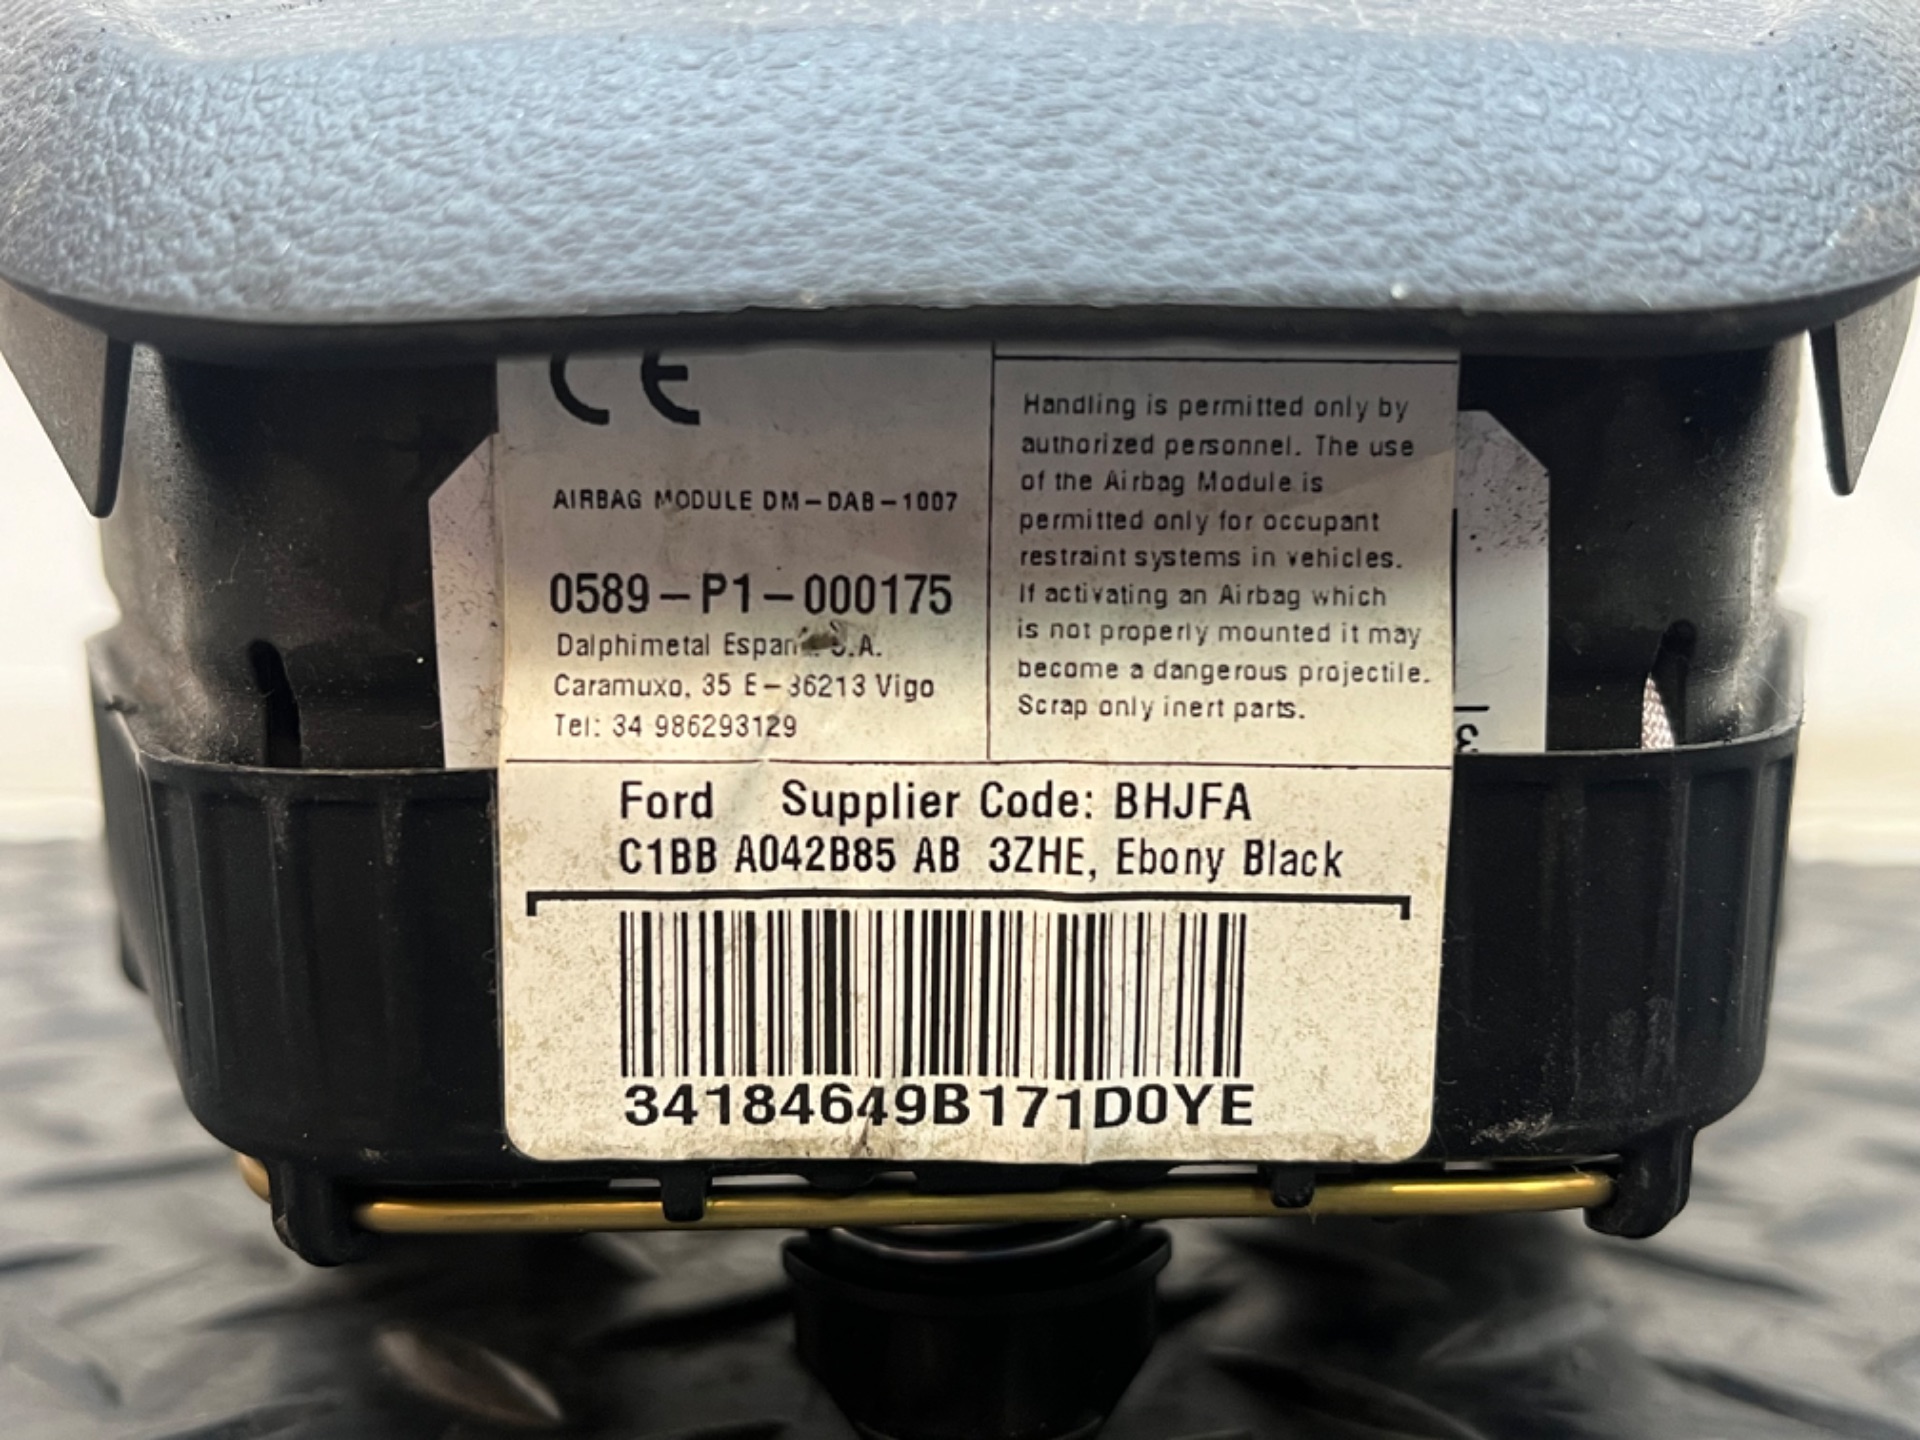 CE
AIRBAG MODULE DM-DAB-1007
0589-P1-000175
Dalphimetal S.A.
Caramuxo, 35 E-36213 Vigo
Tel: 34 986293129
Handling is permitted only by
authorized personnel. The use
of the Airbag Module is
permitted only for occupant
restraint systems in vehicles.
If activating an Airbag which
is not properly mounted it may
become a dangerous projectile.
Scrap only inert parts.
Ford Supplier Code: BHJFA
C1BB A042B85 AB 3ZHE, Ebony Black
34184649B171D0YE